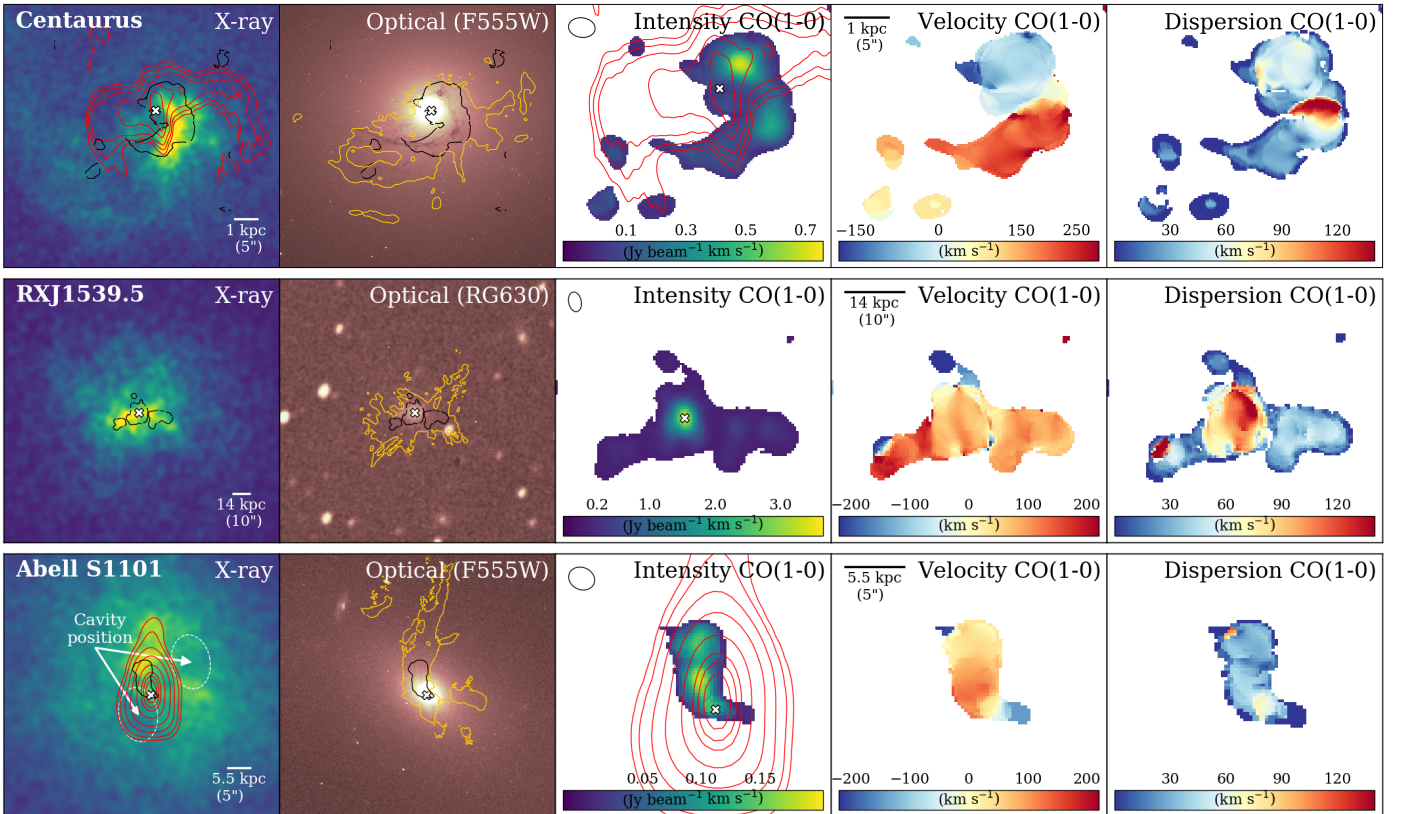 Centaurus X-ray
1 kpc
(5")
Optical (F555W)
Intensity CO(1-0)
0.1 0.3 0.5 0.7
(Jy beam⁻¹ km s⁻¹)
1 kpc
(5")
Velocity CO(1-0)
−150 0 150 250
(km s⁻¹)
Dispersion CO(1-0)
30 60 90 120
(km s⁻¹)
RXJ1539.5 X-ray
14 kpc
(10")
Optical (RG630)
Intensity CO(1-0)
0.2 1.0 2.0 3.0
(Jy beam⁻¹ km s⁻¹)
14 kpc
(10")
Velocity CO(1-0)
−200 −100 0 100 200
(km s⁻¹)
Dispersion CO(1-0)
30 60 90 120
(km s⁻¹)
Abell S1101 X-ray
Cavity
position
5.5 kpc
(5")
Optical (F555W)
Intensity CO(1-0)
0.05 0.10 0.15
(Jy beam⁻¹ km s⁻¹)
5.5 kpc
(5")
Velocity CO(1-0)
−200 −100 0 100 200
(km s⁻¹)
Dispersion CO(1-0)
30 60 90 120
(km s⁻¹)